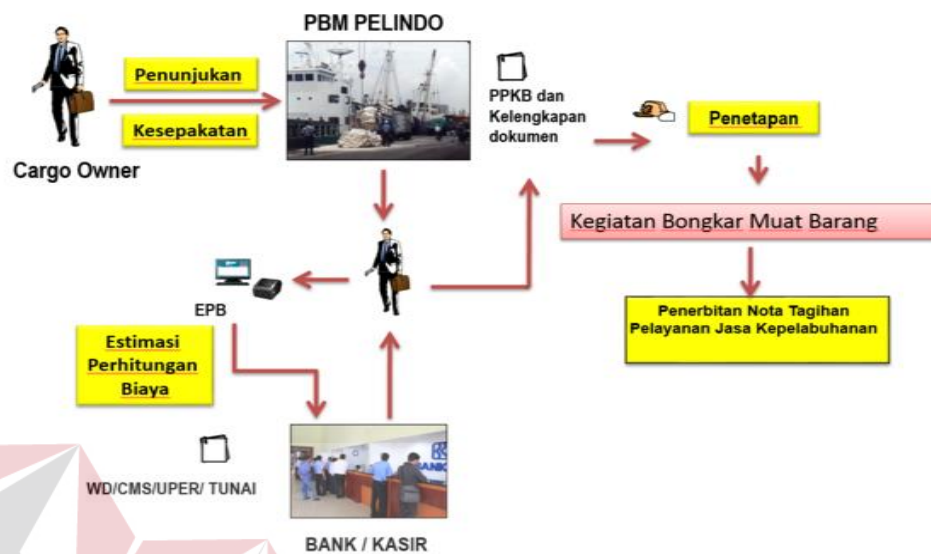 PBM PELINDO
Penunjukan
Kesepakatan
Cargo Owner
PPKB dan
Kelengkapan
dokumen
Penetapan
Kegiatan Bongkar Muat Barang
Penerbitan Nota Tagihan
Pelayanan Jasa Kepelabuhanan
EPB
Estimasi
Perhitungan
Biaya
WD/CMS/UPER/ TUNAI
BANK
BANK / KASIR